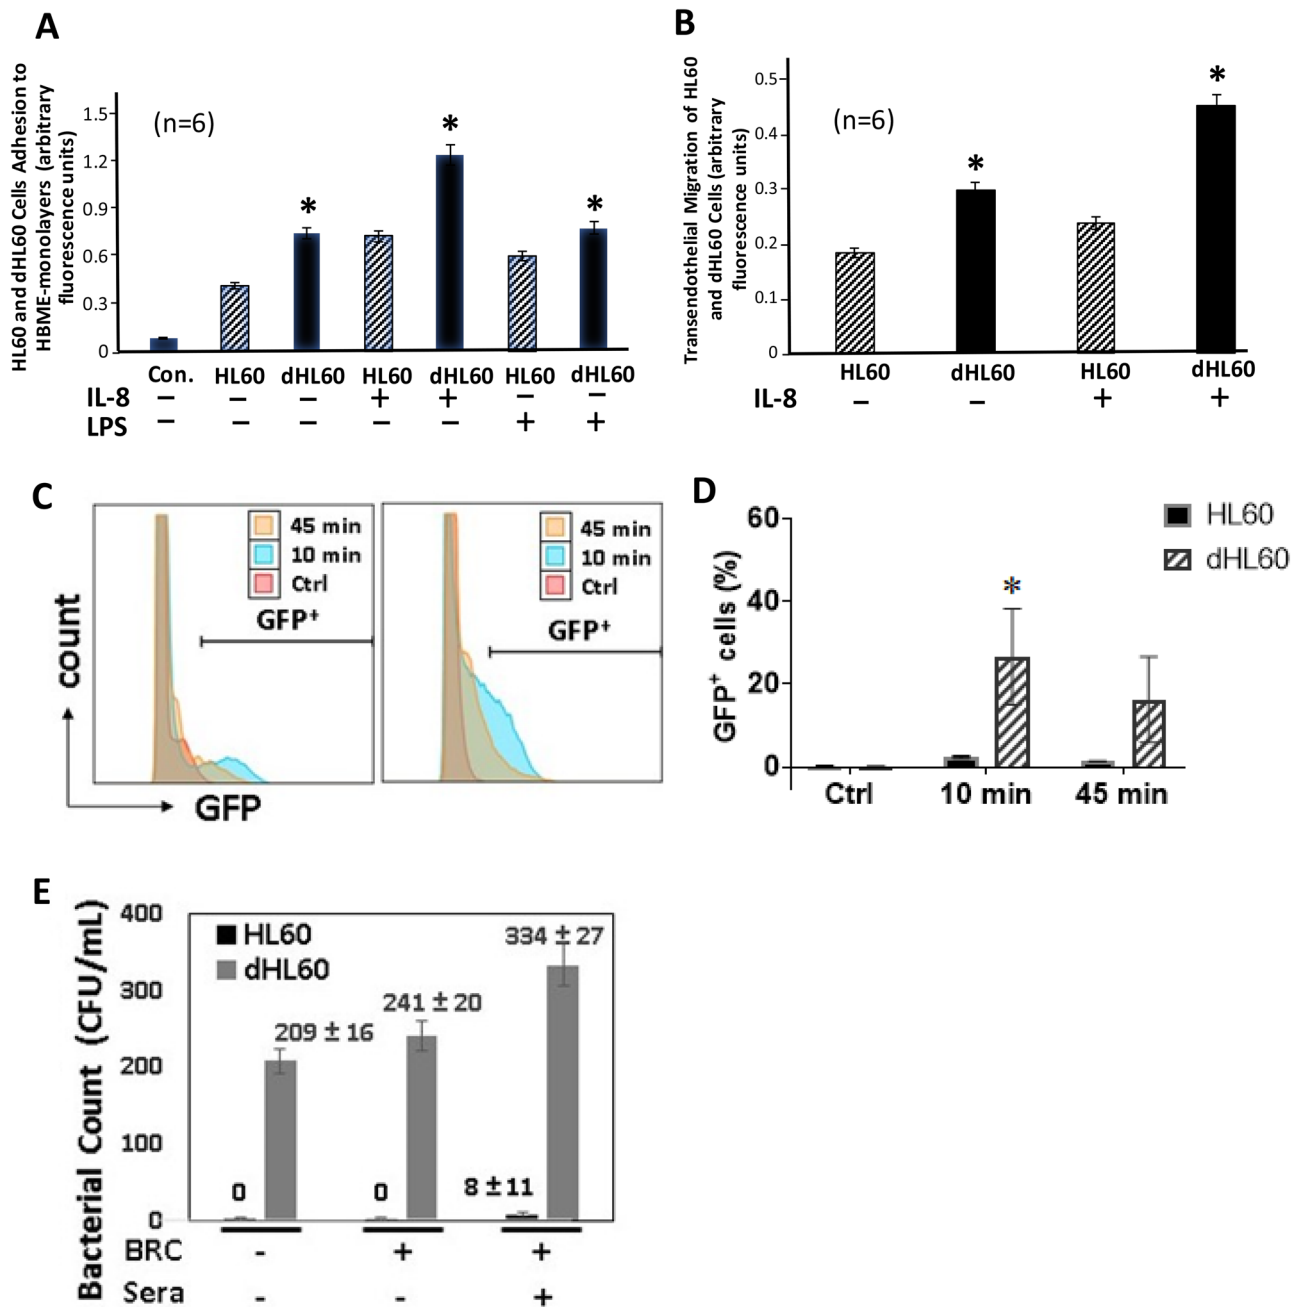 A
HL60 and dHL60 Cells Adhesion to
HBME-monolayers (arbitrary
fluorescence units)
1.5
1.2
0.9
0.6
0.3
0
(n=6)
*
*
*
Con. HL60 dHL60 HL60 dHL60 HL60 dHL60
IL-8 − − − + + − −
LPS − − − − − + +
B
Transendothelial Migration of HL60
and dHL60 Cells (arbitrary
fluorescence units)
0.5
0.4
0.3
0.2
0.1
0
(n=6)
*
*
HL60 dHL60 HL60 dHL60
IL-8 − − + +
C
count
GFP
45 min
10 min
Ctrl
GFP+
45 min
10 min
Ctrl
GFP+
D
GFP+ cells (%)
60
40
20
0
HL60
dHL60
*
Ctrl 10 min 45 min
E
Bacterial Count (CFU/mL)
400
300
200
100
0
HL60
dHL60
0
209 ± 16
0
241 ± 20
8 ± 11
334 ± 27
BRC - + +
Sera - - +